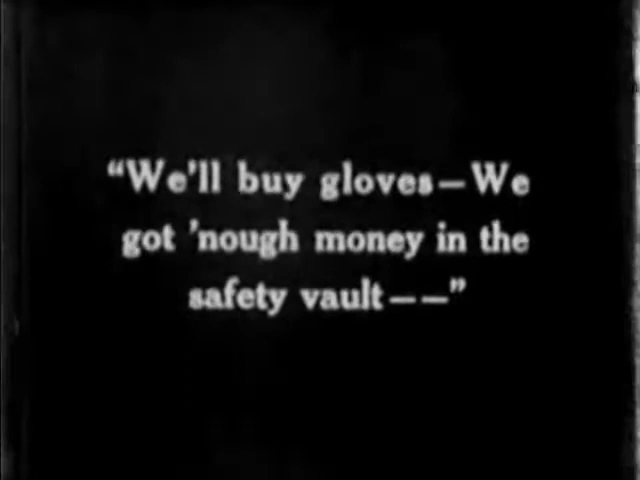 “We'll buy gloves—We
got 'nough money in the
safety vault——”